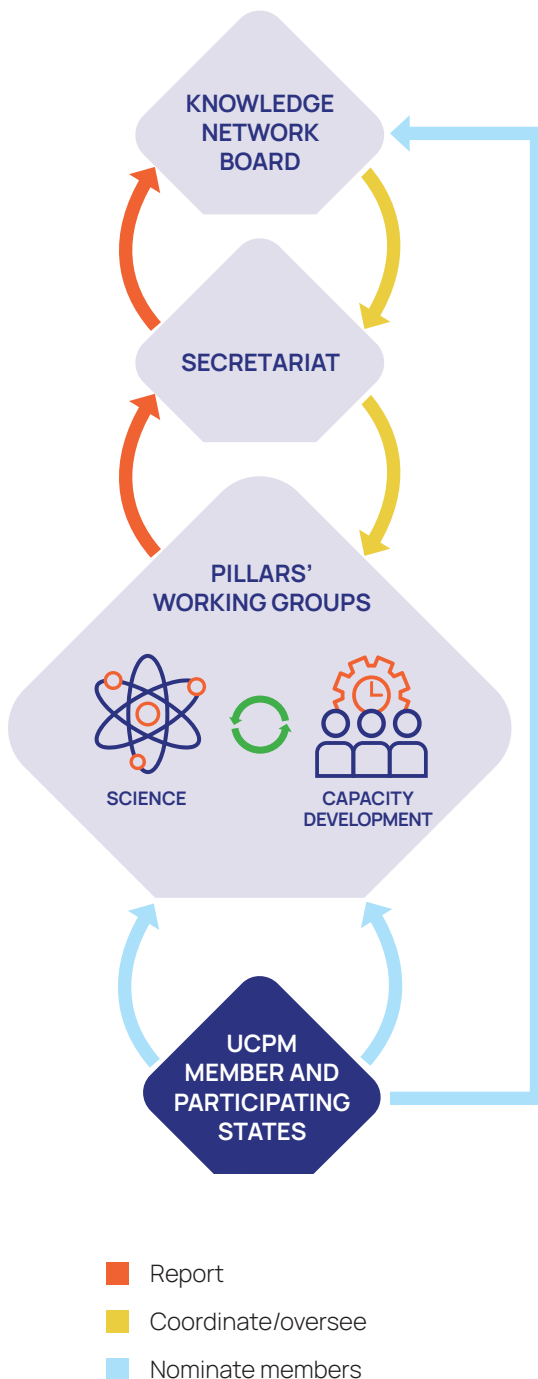 KNOWLEDGE
NETWORK
BOARD
SECRETARIAT
PILLARS’
WORKING GROUPS
SCIENCE
CAPACITY
DEVELOPMENT
UCPM
MEMBER AND
PARTICIPATING
STATES
Report
Coordinate/oversee
Nominate members